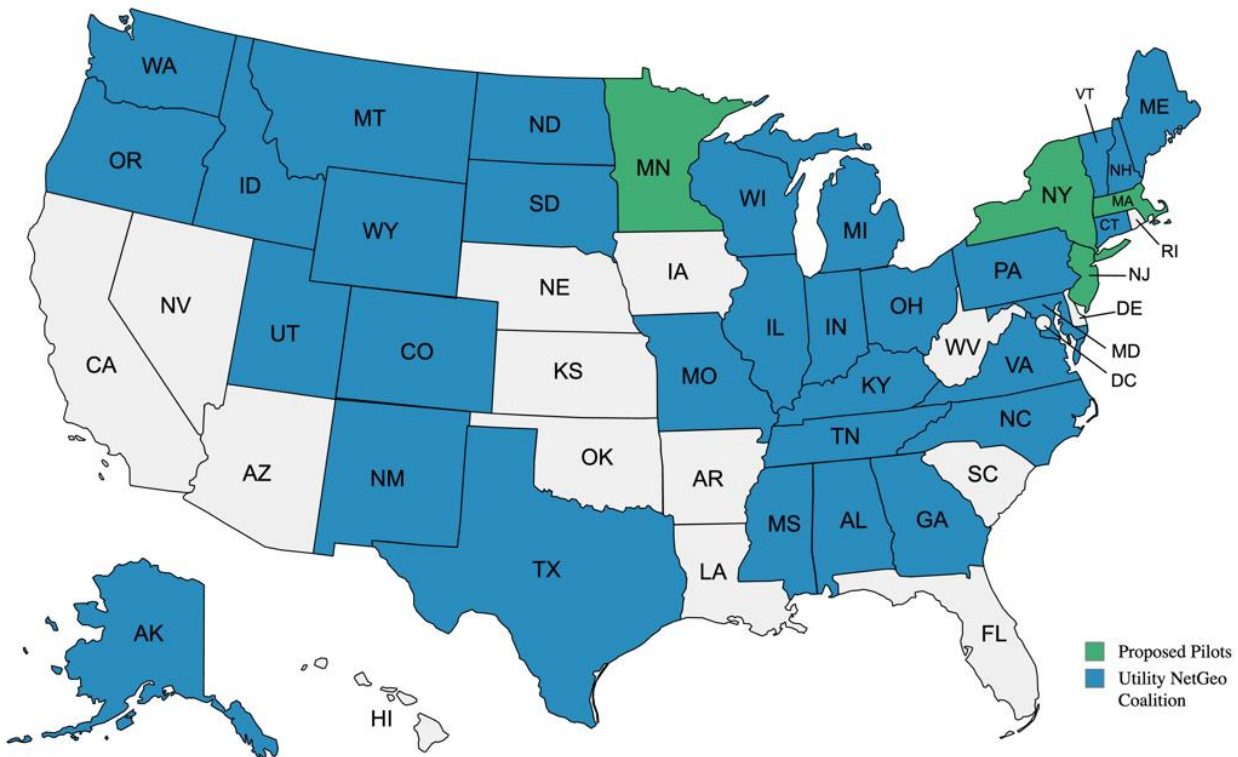 WA
MT
ND
MN
OR
ID
WY
SD
WI
MI
VT
ME
NH
NY
MA
CT
RI
NJ
DE
MD
DC
PA
NV
UT
CO
NE
IA
IL
IN
OH
CA
KS
MO
WV
VA
KY
AZ
NM
OK
AR
TN
NC
SC
MS
AL
GA
TX
LA
FL
AK
HI
Proposed Pilots
Utility NetGeo
Coalition